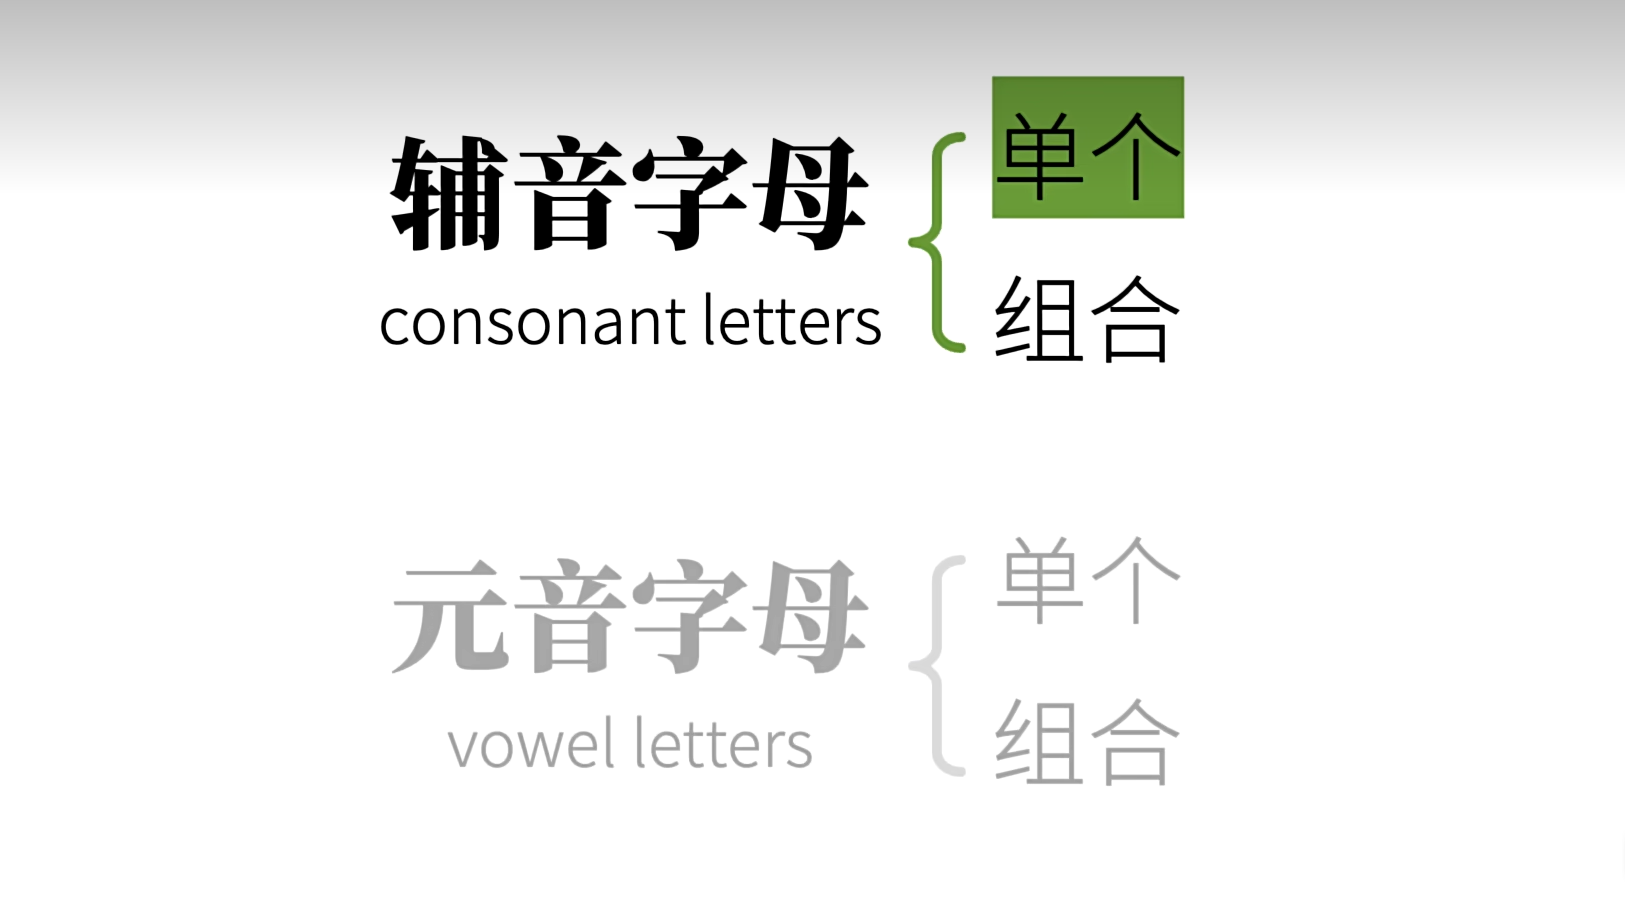 辅音字母
consonant letters
单个
组合
元音字母
vowel letters
单个
组合